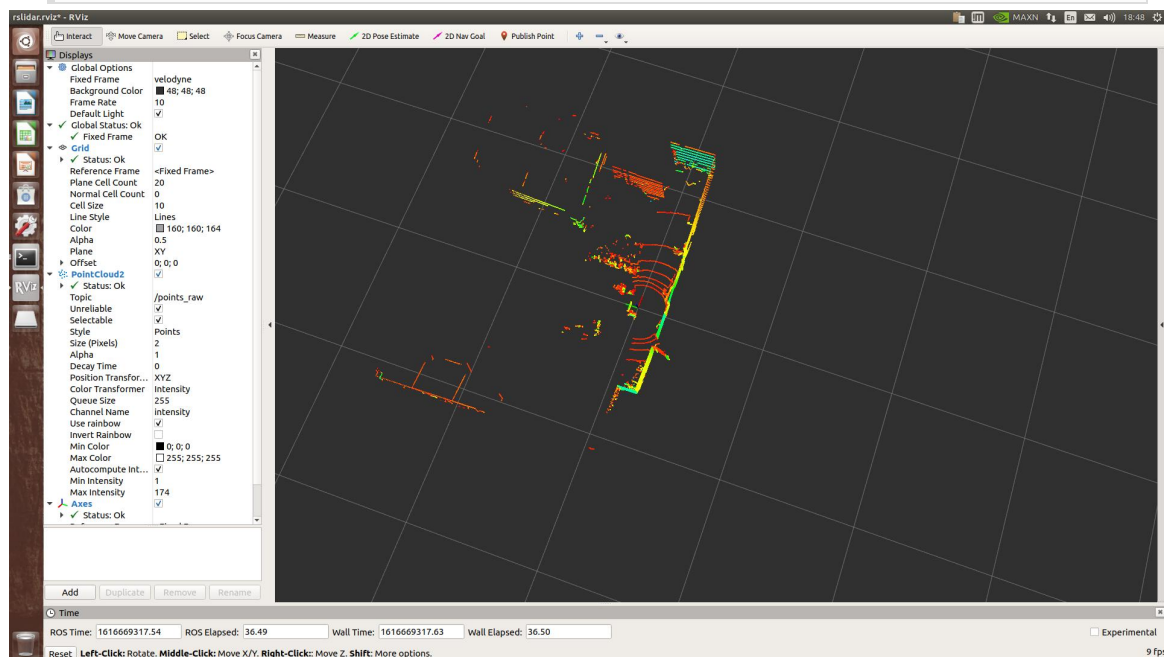 rslidar.rviz* - RViz
MAXN En 18:48
Interact Move Camera Select Focus Camera Measure 2D Pose Estimate 2D Nav Goal Publish Point
Displays
Global Options
Fixed Frame velodyne
Background Color 48; 48; 48
Frame Rate 10
Default Light
Global Status: Ok
Fixed Frame OK
Grid
Status: Ok
Reference Frame <Fixed Frame>
Plane Cell Count 20
Normal Cell Count 0
Cell Size 10
Line Style Lines
Color 160; 160; 164
Alpha 0.5
Plane XY
Offset 0; 0; 0
PointCloud2
Status: Ok
Topic /points_raw
Unreliable
Selectable
Style Points
Size (Pixels) 2
Alpha 1
Decay Time 0
Position Transfor... XYZ
Color Transformer Intensity
Queue Size 255
Channel Name intensity
Use rainbow
Invert Rainbow
Min Color 0; 0; 0
Max Color 255; 255; 255
Autocompute Int...
Min Intensity 1
Max Intensity 174
Axes
Status: Ok
RViz
Add Duplicate Remove Rename
Time
ROS Time: 1616669317.54 ROS Elapsed: 36.49 Wall Time: 1616669317.63 Wall Elapsed: 36.50 Experimental
Reset Left-Click: Rotate. Middle-Click: Move X/Y. Right-Click:: Move Z. Shift: More options. 9 fps